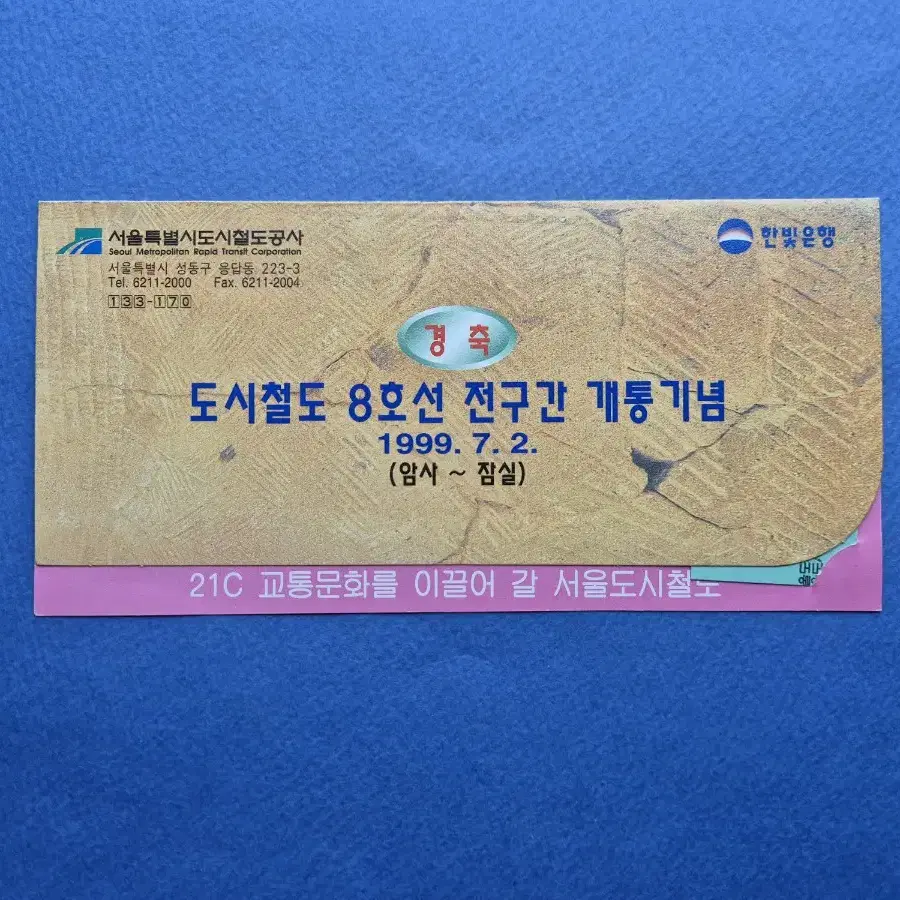 서울특별시도시철도공사
Seoul Metropolitan Rapid Transit Corporation
서울특별시 성동구 용답동 223-3
Tel. 6211-2000 Fax. 6211-2004
133-170
한빛은행
경축
도시철도 8호선 전구간 개통기념
1999. 7. 2.
(암사 ~ 잠실)
21C 교통문화를 이끌어 갈 서울도시철도